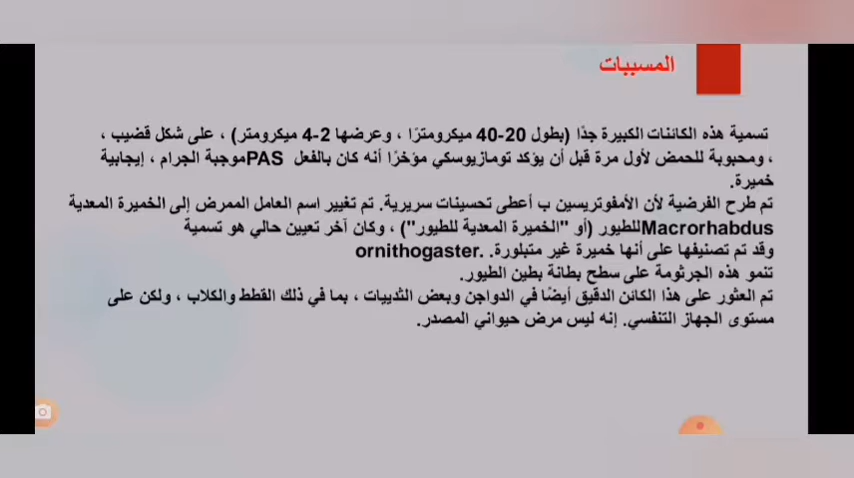 المسببات
تسمية هذه الكائنات الكبيرة جدًا (بطول 20-40 ميكرومترًا ، وعرضها 2-4 ميكرومتر) ، على شكل قضيب ،
، ومحبوبة للحمض لأول مرة قبل أن يؤكد تومازيوسكي مؤخرًا أنه كان بالفعل PASموجبة الجرام ، إيجابية
خميرة.
تم طرح الفرضية لأن الأمفوتريسين ب أعطى تحسينات سريرية. تم تغيير اسم العامل الممرض إلى الخميرة المعدية
Macrorhabdusللطيور (أو "الخميرة المعدية للطيور") ، وكان آخر تعيين حالي هو تسمية
وقد تم تصنيفها على أنها خميرة غير متبلورة. .ornithogaster
تنمو هذه الجرثومة على سطح بطانة بطين الطيور.
تم العثور على هذا الكائن الدقيق أيضًا في الدواجن وبعض الثدييات ، بما في ذلك القطط والكلاب ، ولكن على
مستوى الجهاز التنفسي. إنه ليس مرض حيواني المصدر.